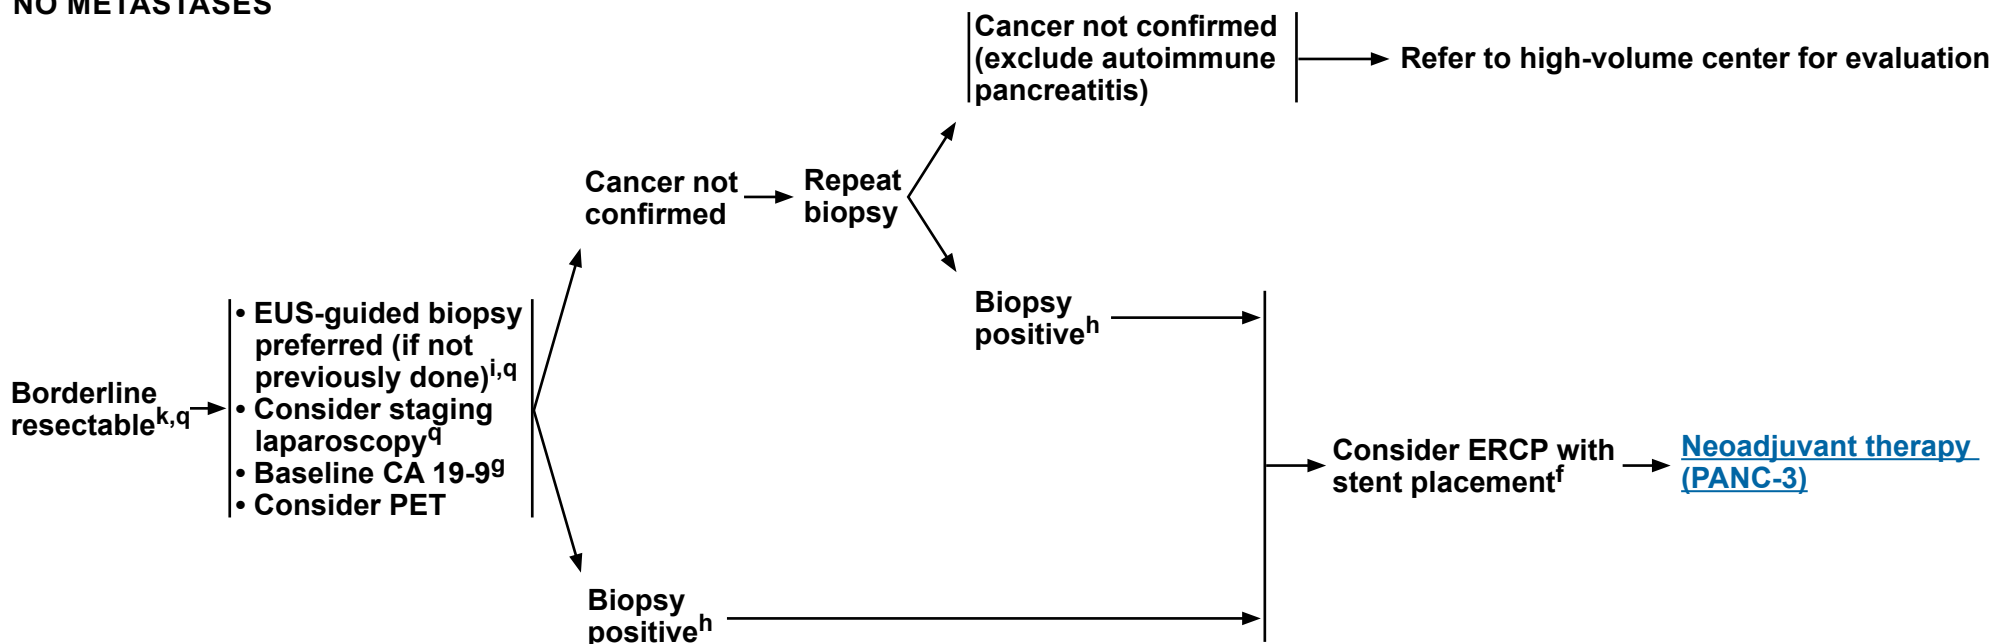 NO METASTASES
Cancer not confirmed
(exclude autoimmune
pancreatitis)
Refer to high-volume center for evaluation
Cancer not
confirmed
Repeat
biopsy
Biopsy
positiveh
Borderline
resectablek,q
• EUS-guided biopsy
preferred (if not
previously done)i,q
• Consider staging
laparoscopyq
• Baseline CA 19-9g
• Consider PET
Biopsy
positiveh
Consider ERCP with
stent placementf
Neoadjuvant therapy
(PANC-3)